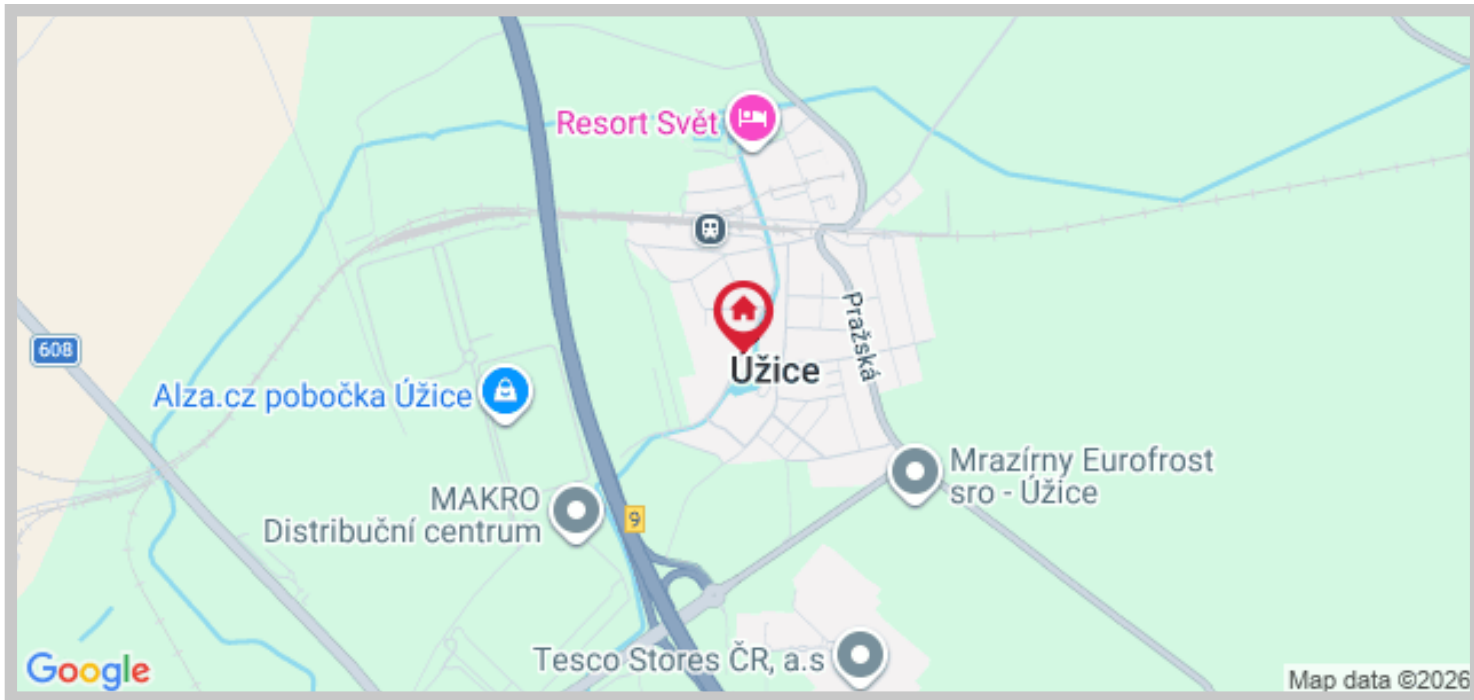 Resort Svět
608
Pražská
Úžice
Alza.cz pobočka Úžice
Mrazírny Eurofrost
sro - Úžice
MAKRO
Distribuční centrum
9
Tesco Stores ČR, a.s
Google
Map data ©2026